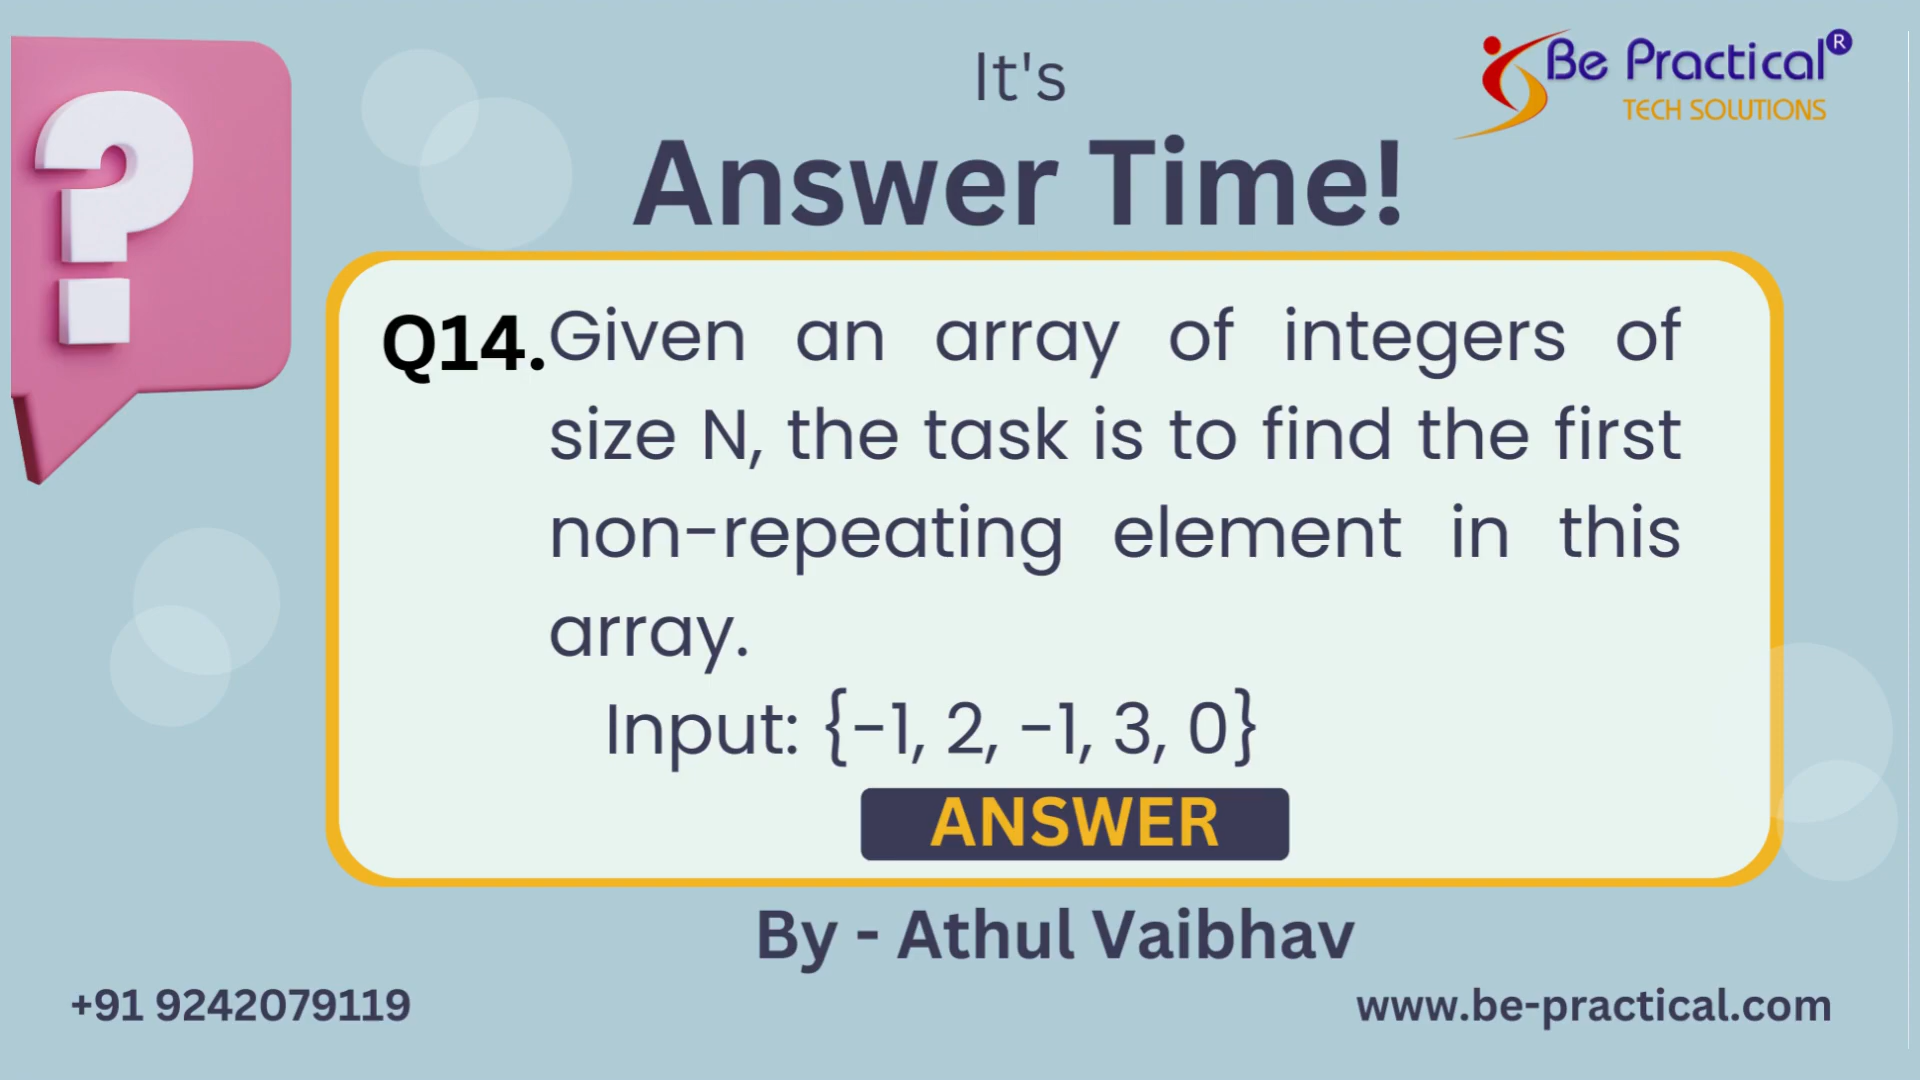 It's
Be Practical®
TECH SOLUTIONS
Answer Time!
Q14. Given an array of integers of
size N, the task is to find the first
non-repeating element in this
array.
Input: {-1, 2, -1, 3, 0}
ANSWER
By - Athul Vaibhav
+91 9242079119
www.be-practical.com